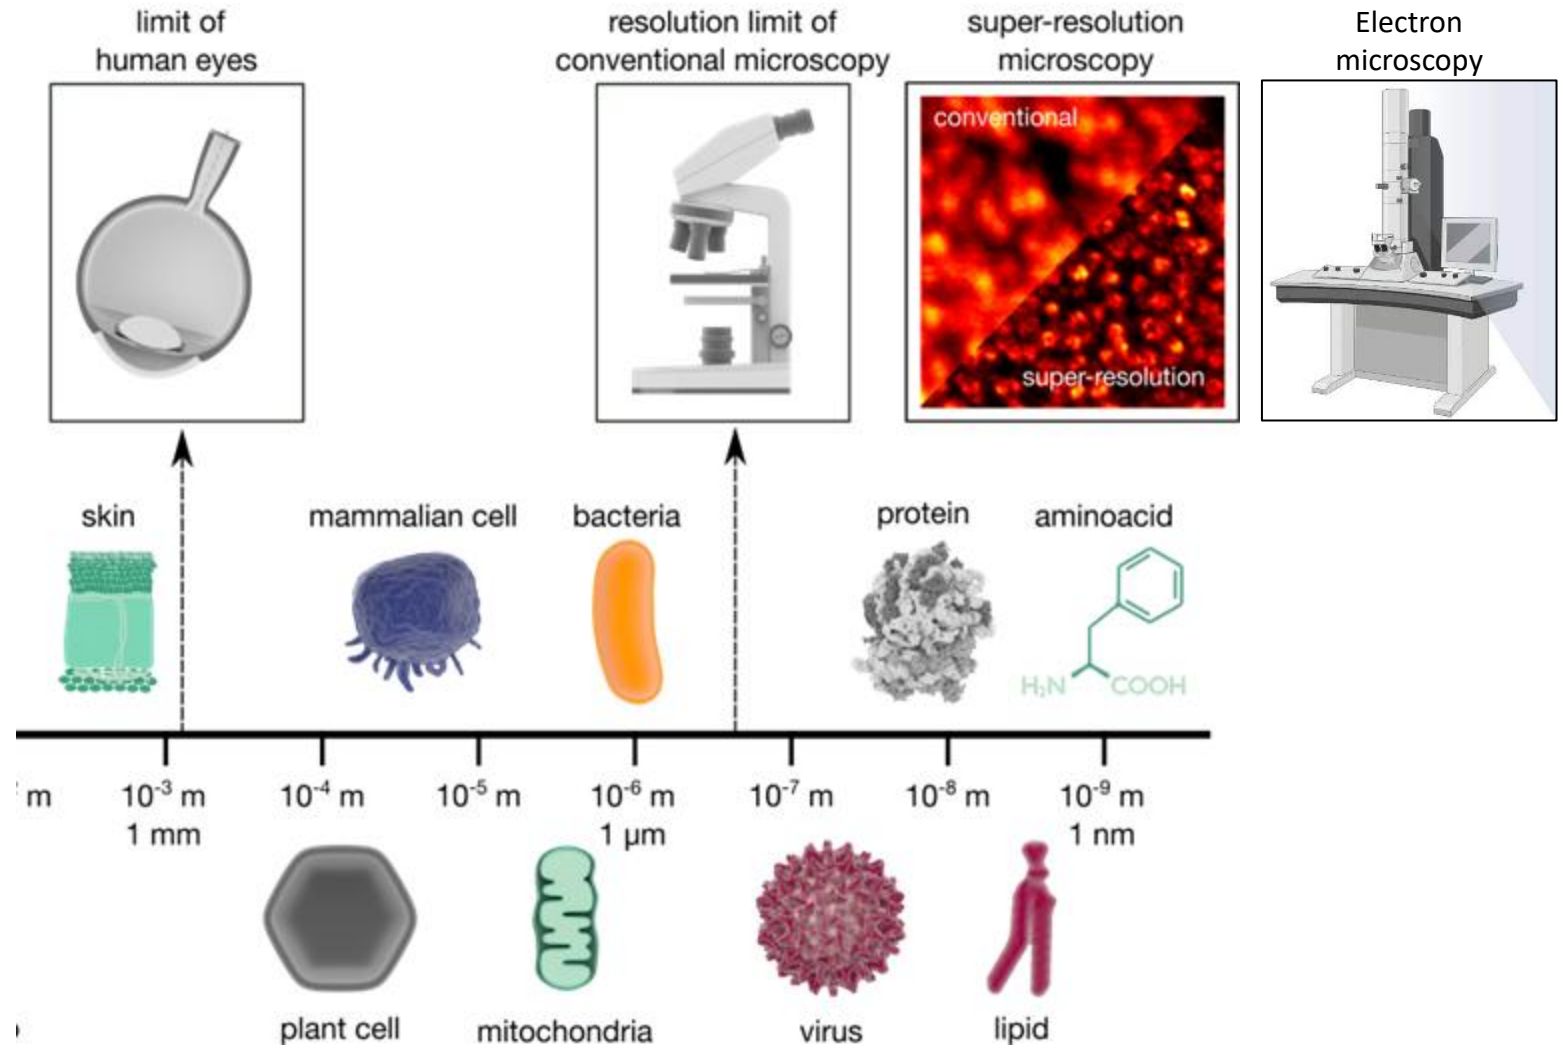 limit of
human eyes
resolution limit of
conventional microscopy
super-resolution
microscopy
Electron
microscopy
conventional
super-resolution
skin
mammalian cell
bacteria
protein
aminoacid
H₂N
COOH
m
10⁻³ m
10⁻⁴ m
10⁻⁵ m
10⁻⁶ m
10⁻⁷ m
10⁻⁸ m
10⁻⁹ m
1 mm
1 µm
1 nm
plant cell
mitochondria
virus
lipid